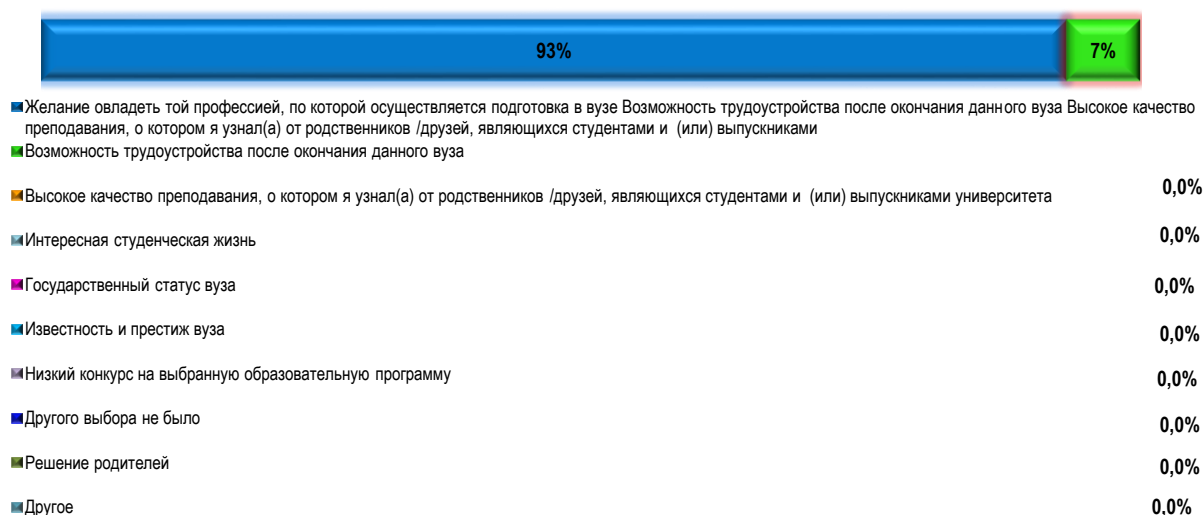 93% 7%
Желание овладеть той профессией, по которой осуществляется подготовка в вузе Возможность трудоустройства после окончания данного вуза Высокое качество
преподавания, о котором я узнал(а) от родственников /друзей, являющихся студентами и (или) выпускниками
Возможность трудоустройства после окончания данного вуза
Высокое качество преподавания, о котором я узнал(а) от родственников /друзей, являющихся студентами и (или) выпускниками университета 0,0%
Интересная студенческая жизнь 0,0%
Государственный статус вуза 0,0%
Известность и престиж вуза 0,0%
Низкий конкурс на выбранную образовательную программу 0,0%
Другого выбора не было 0,0%
Решение родителей 0,0%
Другое 0,0%